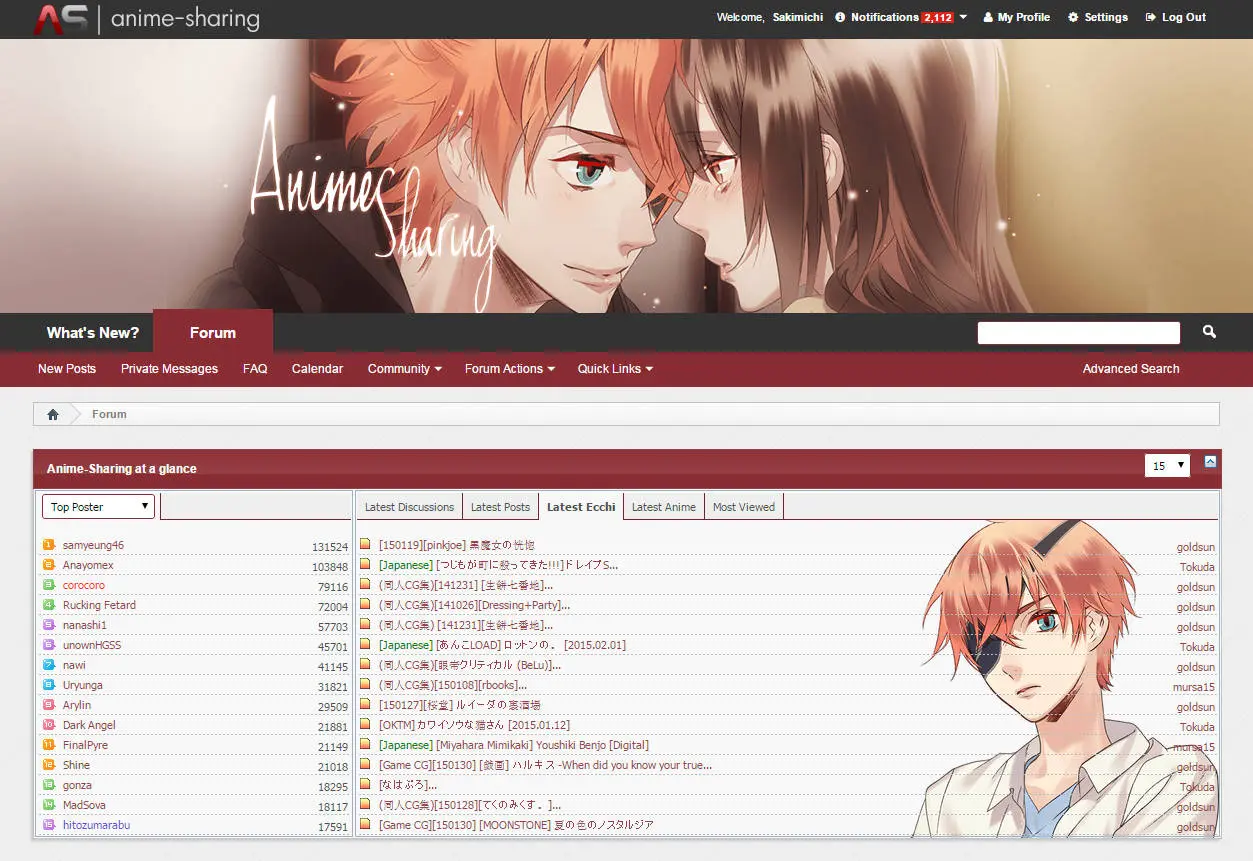 AS | anime-sharing
Welcome, Sakimichi Notifications 2,112 My Profile Settings Log Out
Anime
Sharing
What's New? Forum
New Posts Private Messages FAQ Calendar Community Forum Actions Quick Links Advanced Search
Forum
Anime-Sharing at a glance 15
Top Poster Latest Discussions Latest Posts Latest Ecchi Latest Anime Most Viewed
1 samyeung46 131524 [150119][pinkjoe] 黒魔女の恍惚 goldsun
2 Anayomex 103848 [Japanese] [つじもが町に殺ってきた!!!]ドレイプS... Tokuda
3 corocoro 79116 (同人CG集)[141231] [生餅七番地]... goldsun
4 Rucking Fetard 72004 (同人CG集)[141026][Dressing+Party]... goldsun
5 nanashi1 57703 (同人CG集) [141231][生餅七番地]... goldsun
6 unownHGSS 45701 [Japanese] [あんこLOAD] ロットンの。 [2015.02.01] Tokuda
7 nawi 41145 (同人CG集)[眼帯クリティカル (BeLu)]... goldsun
8 Uryunga 31821 (同人CG集)[150108][rbooks]... mursa15
9 Arylin 29509 [150127][桜堂] ルイーダの裏酒場 goldsun
10 Dark Angel 21881 [OKTM] カワイソウな猫さん [2015.01.12] Tokuda
11 FinalPyre 21149 [Japanese] [Miyahara Mimikaki] Youshiki Benjo [Digital] mursa15
12 Shine 21018 [Game CG][150130] [戯画] ハルキス -When did you know your true... goldsun
13 gonza 18295 [なはぷろ]... Tokuda
14 MadSova 18117 (同人CG集)[150128][てくのみくす。]... goldsun
15 hitozumarabu 17591 [Game CG][150130] [MOONSTONE] 夏の色のノスタルジア goldsun